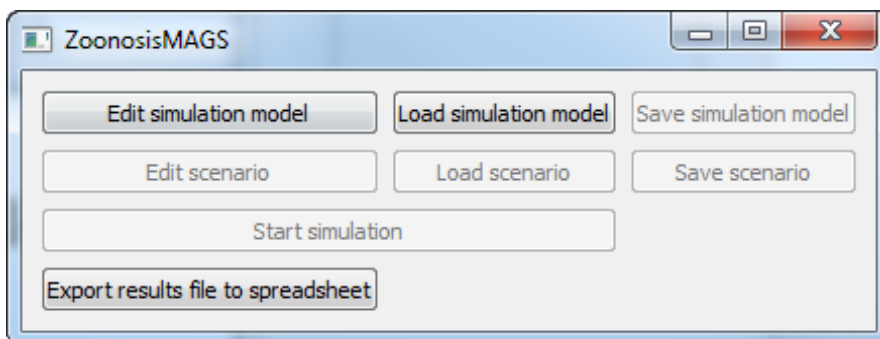 ZoonosisMAGS
Edit simulation model Load simulation model Save simulation model
Edit scenario Load scenario Save scenario
Start simulation
Export results file to spreadsheet